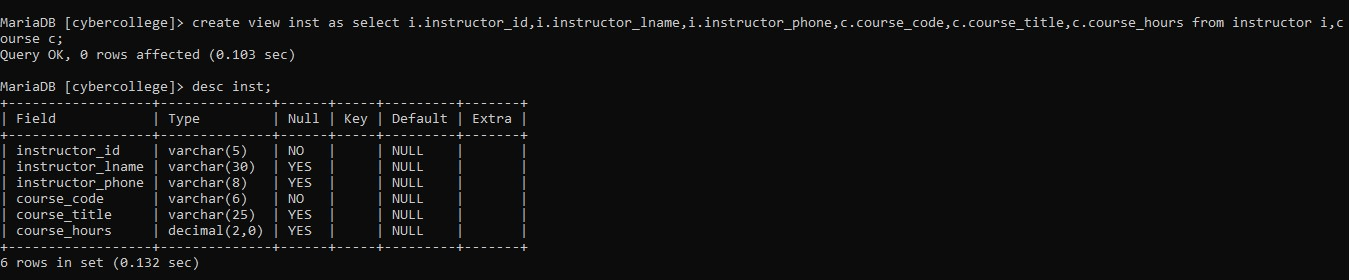 MariaDB [cybercollege]> create view inst as select i.instructor_id,i.instructor_lname,i.instructor_phone,c.course_code,c.course_title,c.course_hours from instructor i,c
ourse c;
Query OK, 0 rows affected (0.103 sec)

MariaDB [cybercollege]> desc inst;
+------------------+--------------+------+-----+---------+-------+
| Field            | Type         | Null | Key | Default | Extra |
+------------------+--------------+------+-----+---------+-------+
| instructor_id    | varchar(5)   | NO   |     | NULL    |       |
| instructor_lname | varchar(30)  | YES  |     | NULL    |       |
| instructor_phone | varchar(8)   | YES  |     | NULL    |       |
| course_code      | varchar(6)   | NO   |     | NULL    |       |
| course_title     | varchar(25)  | YES  |     | NULL    |       |
| course_hours     | decimal(2,0) | YES  |     | NULL    |       |
+------------------+--------------+------+-----+---------+-------+
6 rows in set (0.132 sec)